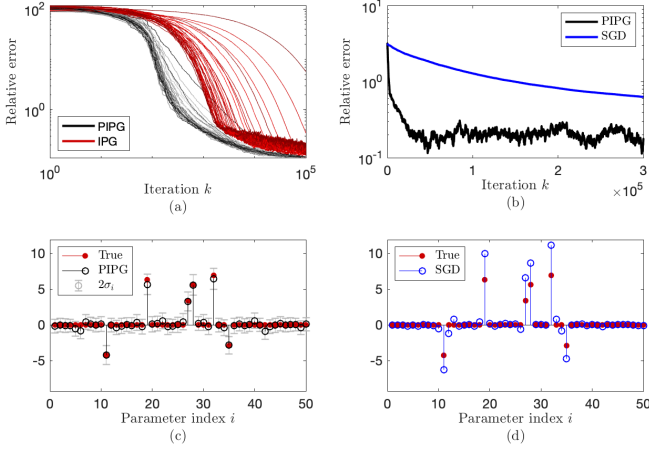 10^2
10^0
Relative error
PIPG
IPG
10^0
10^5
Iteration k
(a)
10^1
10^0
10^-1
Relative error
PIPG
SGD
0
1
2
3
× 10^5
Iteration k
(b)
10
5
0
-5
True
PIPG
2σ_i
0
10
20
30
40
50
Parameter index i
(c)
10
5
0
-5
True
SGD
0
10
20
30
40
50
Parameter index i
(d)